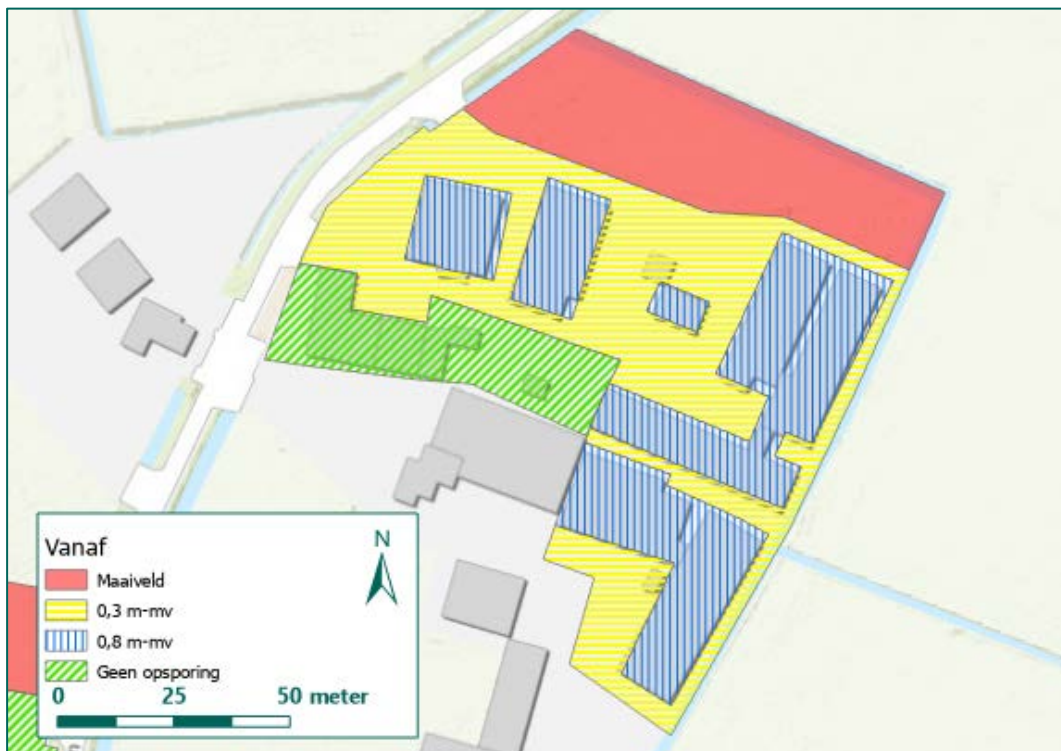 Vanaf
N
Maaiveld
0,3 m-mv
0,8 m-mv
Geen opsporing
0 25 50 meter